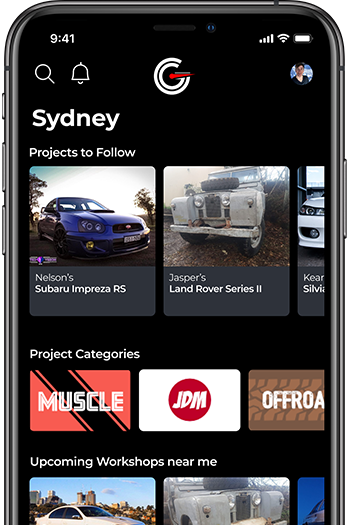 9:41
Sydney
Projects to Follow
Nelson's
Subaru Impreza RS
Jasper's
Land Rover Series II
Kear
Silvia
Project Categories
MUSCLE
JDM
OFFROA
Upcoming Workshops near me